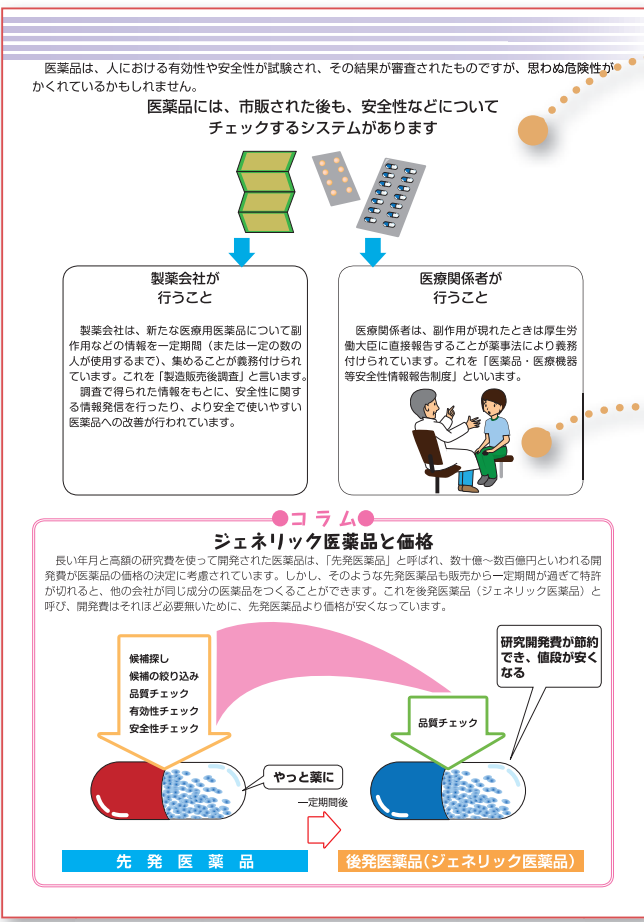 医薬品は、人における有効性や安全性が試験され、その結果が審査されたものですが、思わぬ危険性が
かくれているかもしれません。
医薬品には、市販された後も、安全性などについて
チェックするシステムがあります
製薬会社が
行うこと
製薬会社は、新たな医療用医薬品について副
作用などの情報を一定期間（または一定の数の
人が使用するまで）、集めることが義務付けられ
ています。これを「製造販売後調査」と言います。
調査で得られた情報をもとに、安全性に関す
る情報発信を行ったり、より安全で使いやすい
医薬品への改善が行われています。
医療関係者が
行うこと
医療関係者は、副作用が現れたときは厚生労
働大臣に直接報告することが薬事法により義務
付けられています。これを「医薬品・医療機器
等安全性情報報告制度」といいます。
コラム
ジェネリック医薬品と価格
長い年月と高額の研究費を使って開発された医薬品は、「先発医薬品」と呼ばれ、数十億～数百億円といわれる開
発費が医薬品の価格の決定に考慮されています。しかし、そのような先発医薬品も販売から一定期間が過ぎて特許
が切れると、他の会社が同じ成分の医薬品をつくることができます。これを後発医薬品（ジェネリック医薬品）と
呼び、開発費はそれほど必要無いために、先発医薬品より価格が安くなっています。
候補探し
候補の絞り込み
品質チェック
有効性チェック
安全性チェック
やっと薬に
一定期間後
品質チェック
研究開発費が節約
でき、値段が安く
なる
先発医薬品
後発医薬品(ジェネリック医薬品)